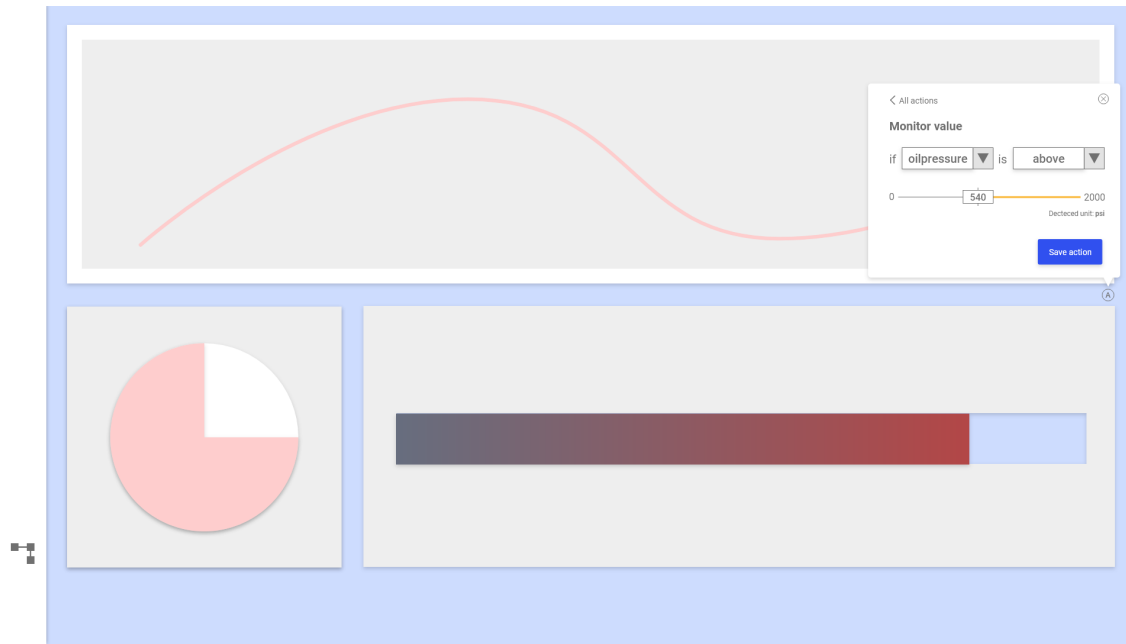 All actions
Monitor value
if oilpressure is above
0 540 2000
Decteced unit: psi
Save action
A